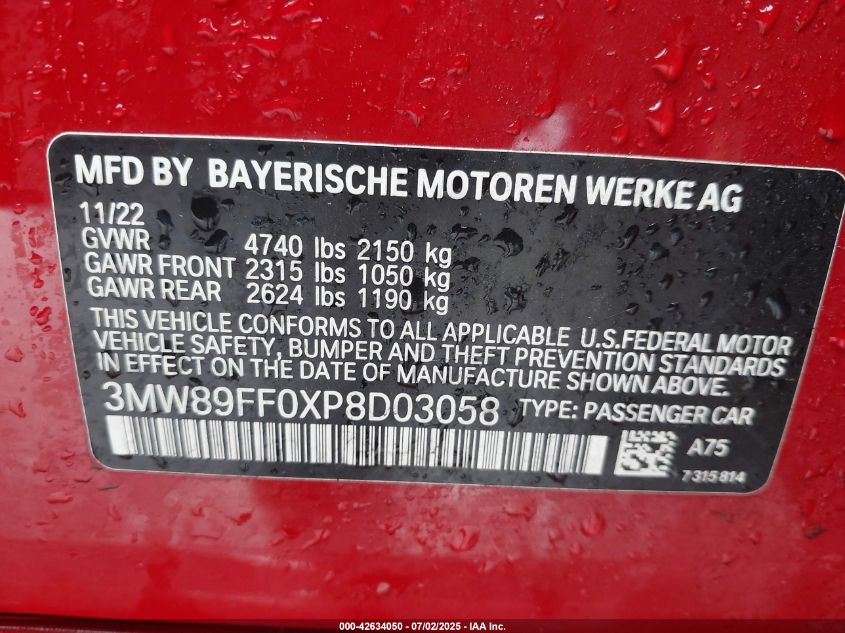 MFD BY BAYERISCHE MOTOREN WERKE AG
11/22
GVWR 4740 lbs 2150 kg
GAWR FRONT 2315 lbs 1050 kg
GAWR REAR 2624 lbs 1190 kg
THIS VEHICLE CONFORMS TO ALL APPLICABLE U.S.FEDERAL MOTOR
VEHICLE SAFETY, BUMPER AND THEFT PREVENTION STANDARDS
IN EFFECT ON THE DATE OF MANUFACTURE SHOWN ABOVE.
3MW89FF0XP8D03058 TYPE: PASSENGER CAR
A75
7315814
000-42634050 - 07/02/2025 - IAA Inc.